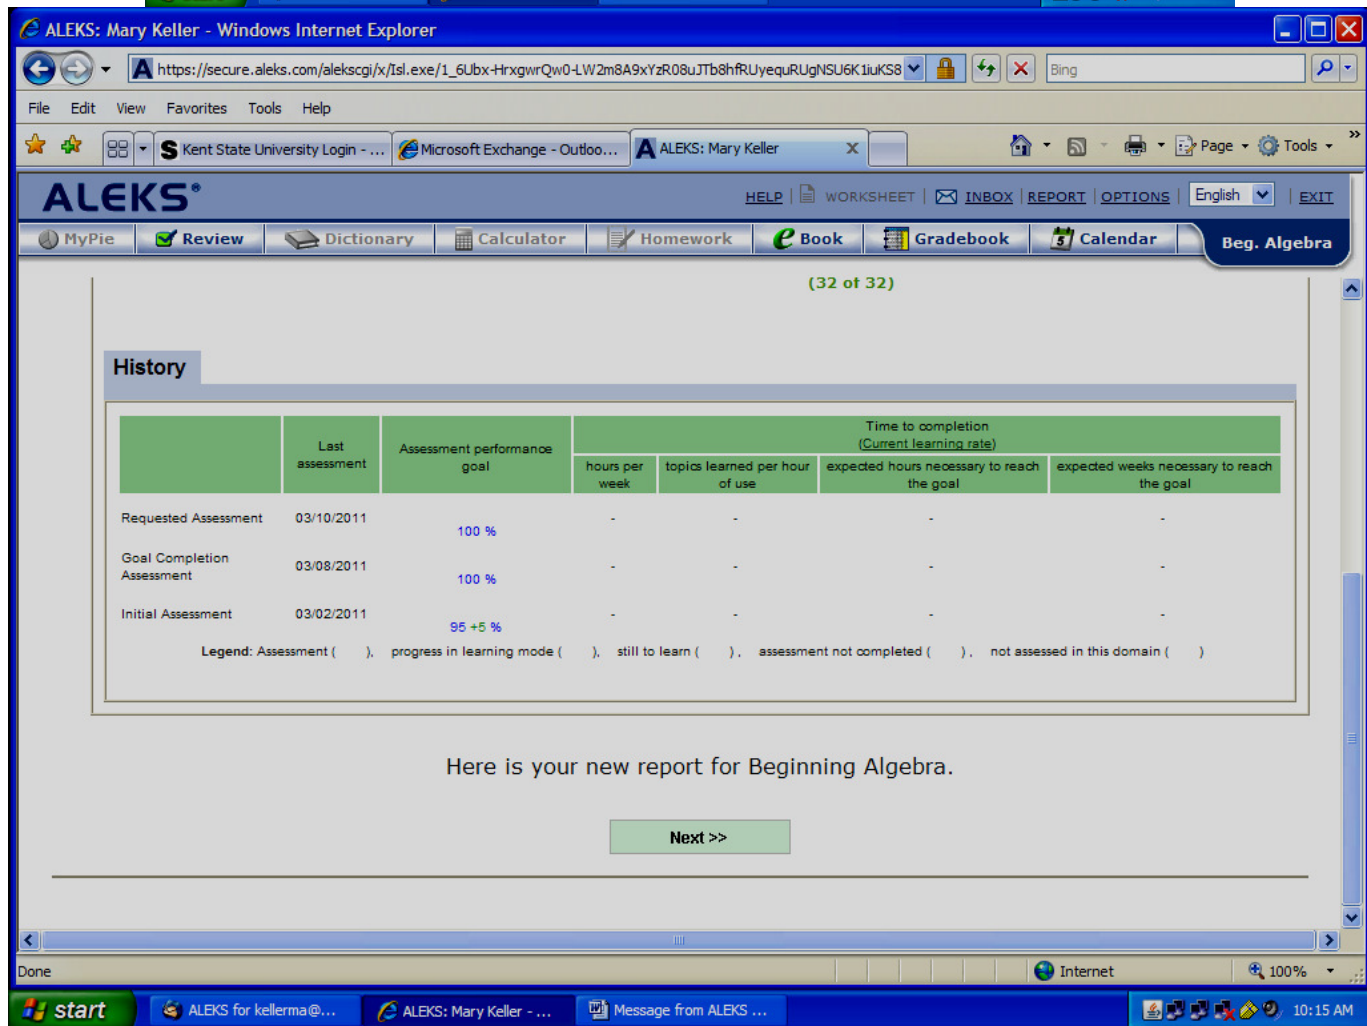 ALEKS: Mary Keller - Windows Internet Explorer
https://secure.aleks.com/alekscgi/x/Isl.exe/1_6Ubx-HrxgwrQw0-LW2m8A9xYzR08uJTb8hfRUyequRUgNSU6K1iuKS8 Bing
File Edit View Favorites Tools Help
Kent State University Login - ... Microsoft Exchange - Outloo... ALEKS: Mary Keller X Page Tools »
ALEKS® HELP | WORKSHEET | INBOX | REPORT | OPTIONS | English | EXIT
MyPie Review Dictionary Calculator Homework eBook Gradebook 5 Calendar Beg. Algebra
(32 of 32)
History
Last assessment
Assessment performance goal
Time to completion
(Current learning rate)
hours per week
topics learned per hour of use
expected hours necessary to reach the goal
expected weeks necessary to reach the goal
Requested Assessment 03/10/2011 100 % - - - -
Goal Completion Assessment 03/08/2011 100 % - - - -
Initial Assessment 03/02/2011 95 +5 % - - - -
Legend: Assessment ( ), progress in learning mode ( ), still to learn ( ), assessment not completed ( ), not assessed in this domain ( )
Here is your new report for Beginning Algebra.
Next >>
Done Internet 100%
start ALEKS for kellerma@... ALEKS: Mary Keller - ... Message from ALEKS ... 10:15 AM